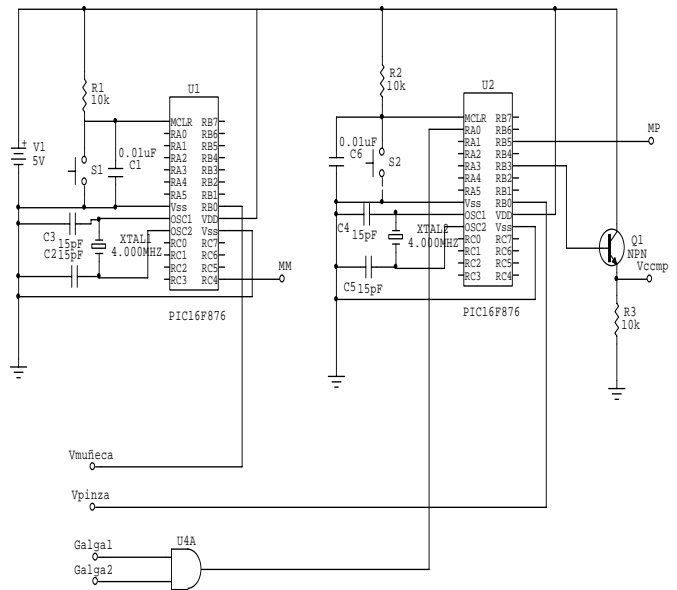 R1
10k
V1
5V
+
S1
0.01uF
C1
U1
MCLR RB7
RA0 RB6
RA1 RB5
RA2 RB4
RA3 RB3
RA4 RB2
RA5 RB1
Vss RB0
OSC1 VDD
OSC2 Vss
RC0 RC7
RC1 RC6
RC2 RC5
RC3 RC4
PIC16F876
C3
15pF
C2
15pF
XTAL1
4.000MHZ
MM
R2
10k
0.01uF
C6
S2
U2
MCLR RB7
RA0 RB6
RA1 RB5
RA2 RB4
RA3 RB3
RA4 RB2
RA5 RB1
Vss RB0
OSC1 VDD
OSC2 Vss
RC0 RC7
RC1 RC6
RC2 RC5
RC3 RC4
PIC16F876
C4
15pF
C5
15pF
XTAL2
4.000MHZ
MP
Q1
NPN
Vccmp
R3
10k
Vmuñeca
Vpinza
Galga1
Galga2
U4A